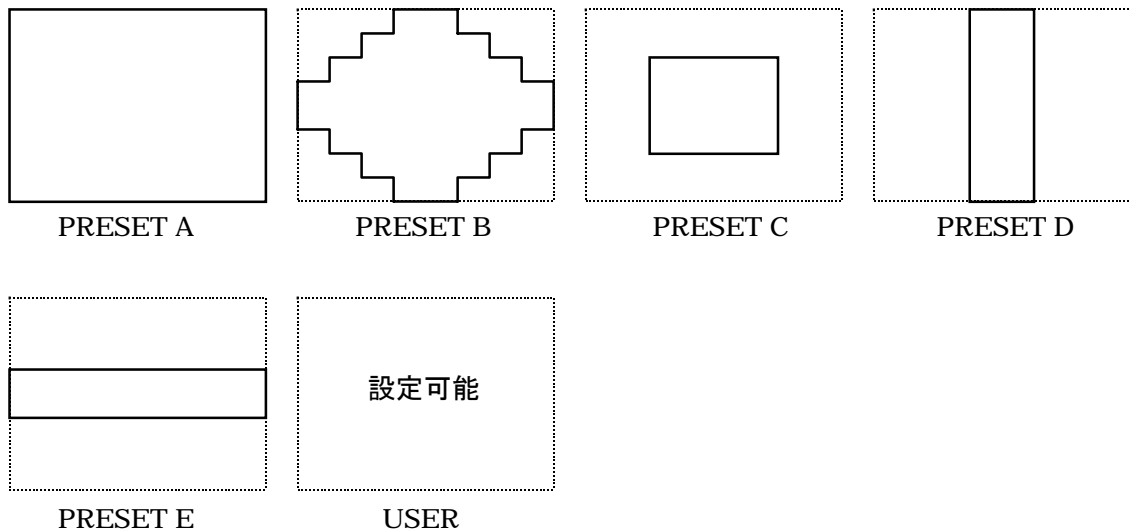 PRESET A
PRESET B
PRESET C
PRESET D
設定可能
PRESET E
USER